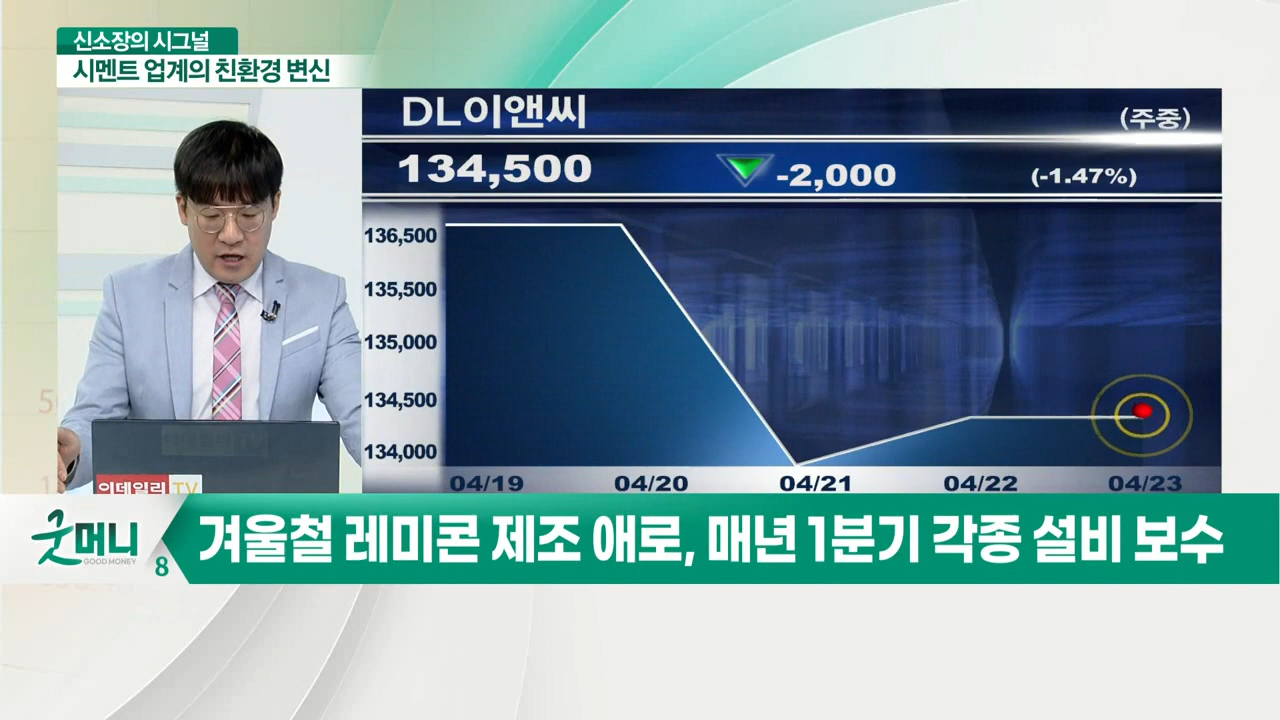 신소장의 시그널
시멘트 업계의 친환경 변신
DL이앤씨
(주중)
134,500
-2,000
(-1.47%)
136,500
135,500
135,000
134,500
134,000
04/19
04/20
04/21
04/22
04/23
이데일리 TV
굿머니
GOOD MONEY
8
겨울철 레미콘 제조 애로, 매년 1분기 각종 설비 보수